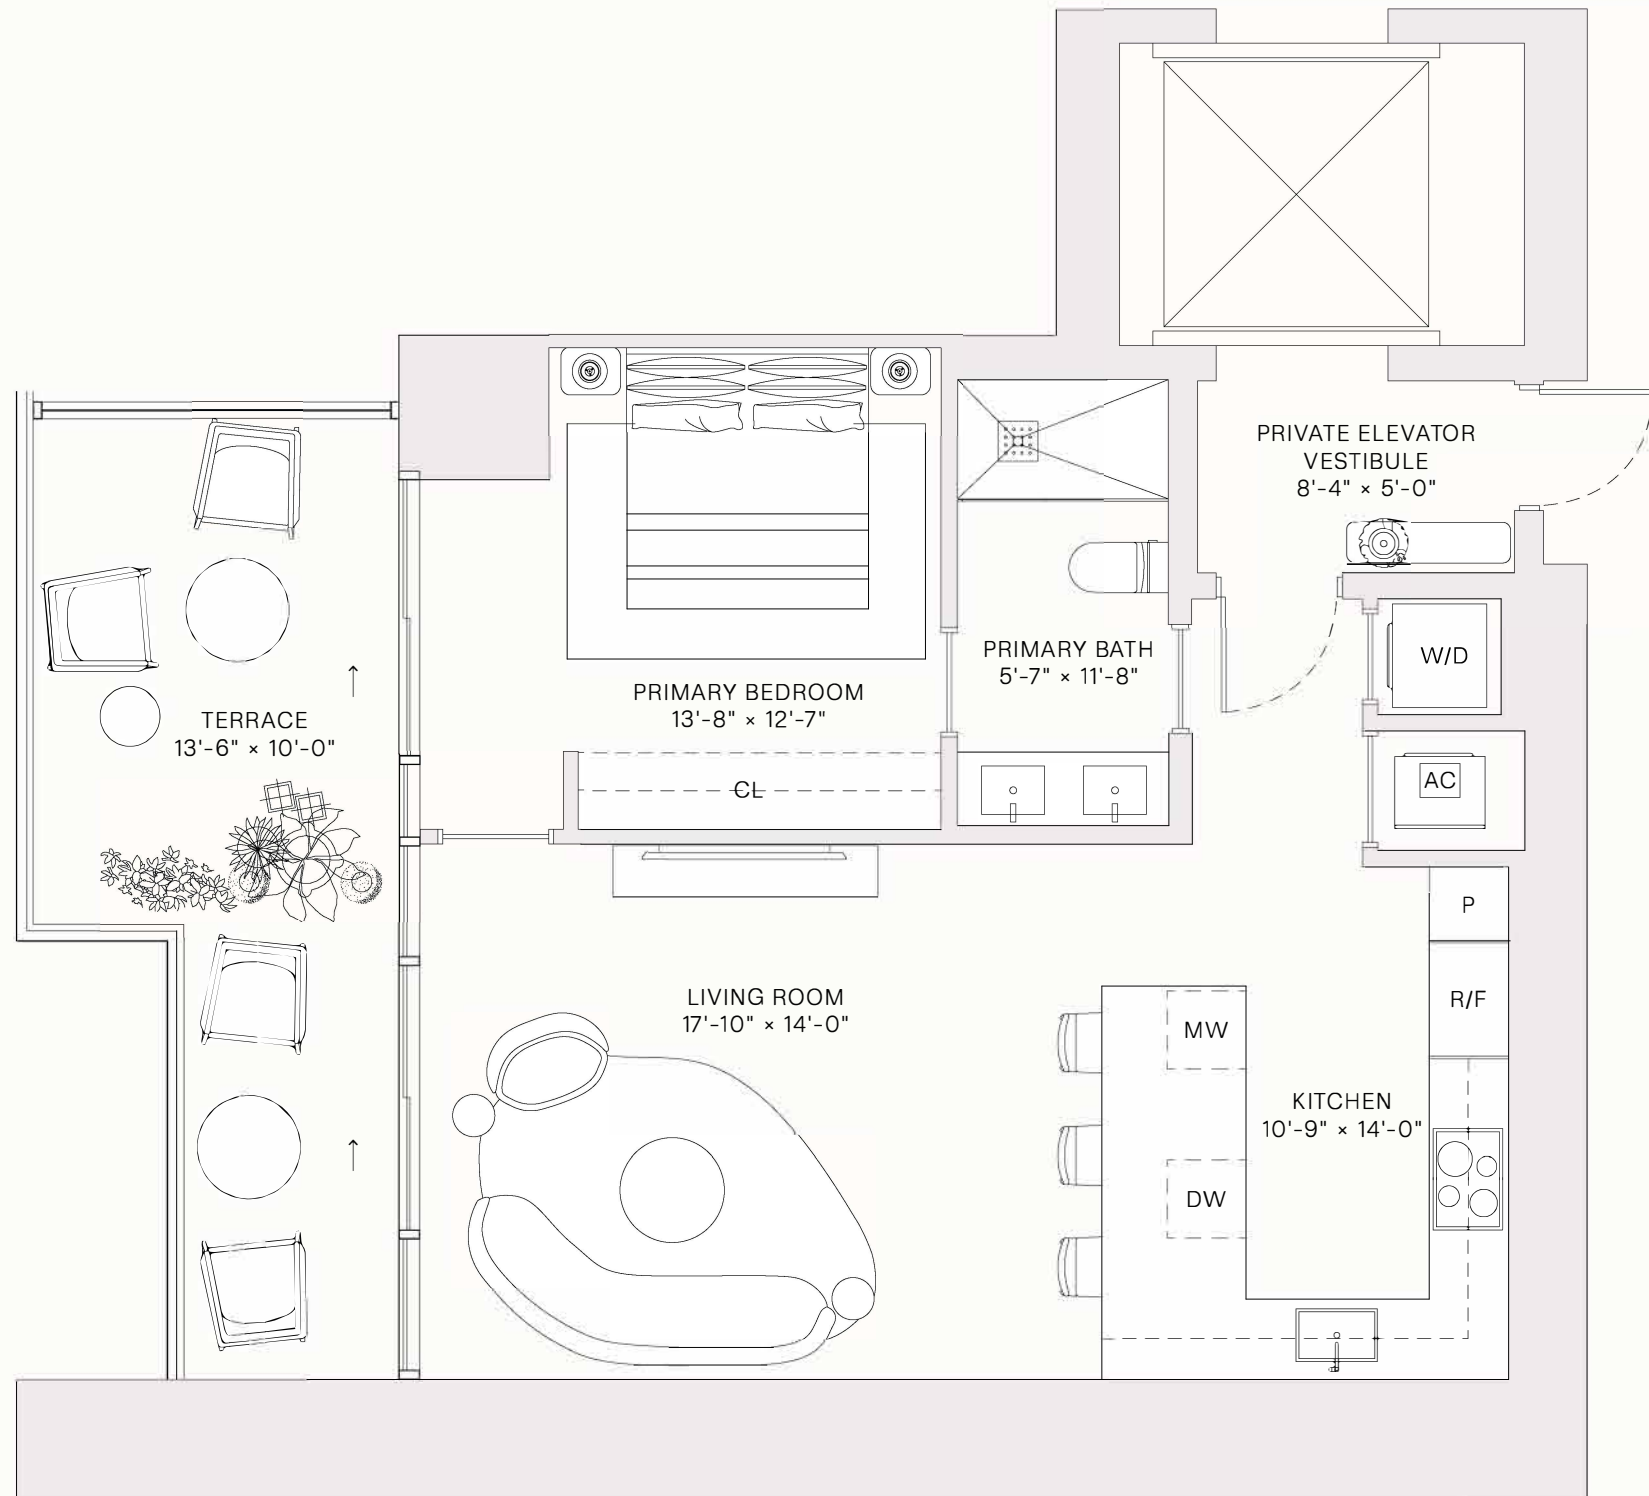 PRIVATE ELEVATOR
VESTIBULE
8'-4" × 5'-0"
W/D
PRIMARY BATH
5'-7" × 11'-8"
PRIMARY BEDROOM
13'-8" × 12'-7"
TERRACE
13'-6" × 10'-0"
CL
AC
P
R/F
LIVING ROOM
17'-10" × 14'-0"
MW
KITCHEN
10'-9" × 14'-0"
DW